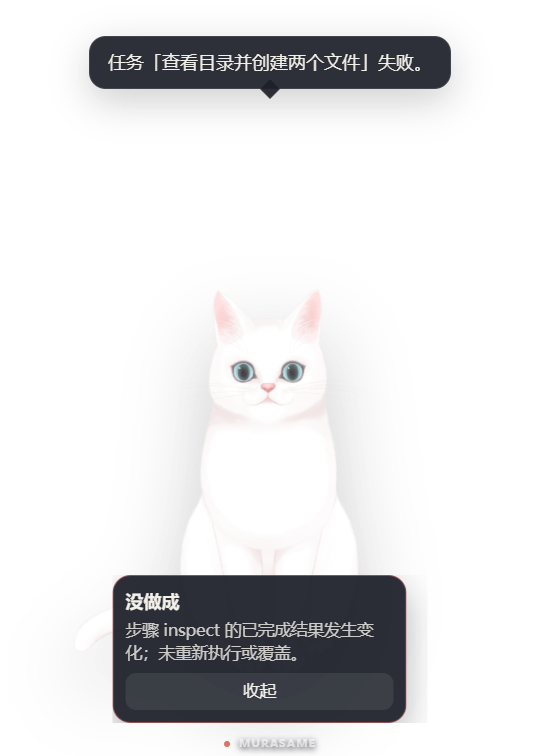 任务「查看目录并创建两个文件」失败。
没做成
步骤 inspect 的已完成结果发生变
化；未重新执行或覆盖。
收起
MURASAME